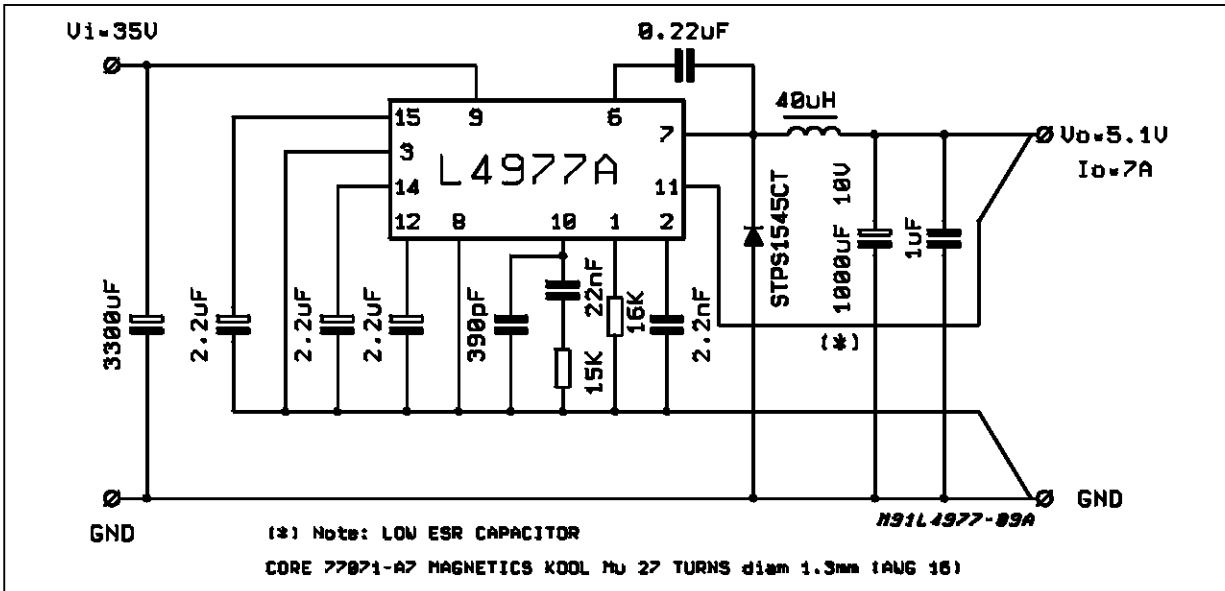 Vi=35V
0.22uF
40uH
15
9
6
7
Vo=5.1V
3
Io=7A
L4977A
14
11
12
8
10
1
2
3300uF
2.2uF
2.2uF
2.2uF
390pF
22nF
15K
16K
2.2nF
STPS1545CT
1000uF 10V
1uF
(*)
GND
GND
M91L4977-09A
(*) Note: LOW ESR CAPACITOR
CORE 77071-A7 MAGNETICS KOOL Mu 27 TURNS diam 1.3mm (AWG 16)